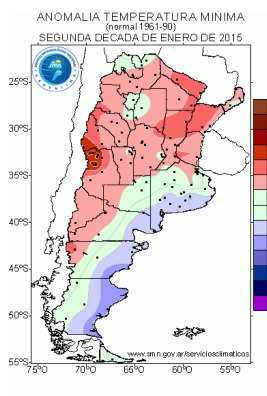 ANOMALIA TEMPERATURA MINIMA
(normal 1961-90)
SEGUNDA DECADA DE ENERO DE 2015
25°S
30°S
35°S
40°S
45°S
50°S
www.smn.gov.ar/serviciosclimaticos
55°S
75°O 70°O 65°O 60°O 55°O